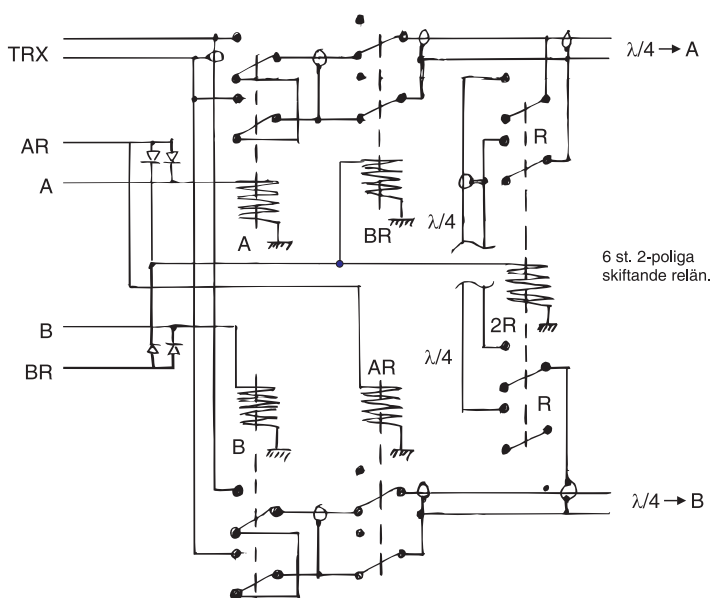 TRX
λ/4→A
AR
R
A
λ/4
A
BR
6 st. 2-poliga
skiftande relän.
B
2R
AR
λ/4
BR
R
B
λ/4→B